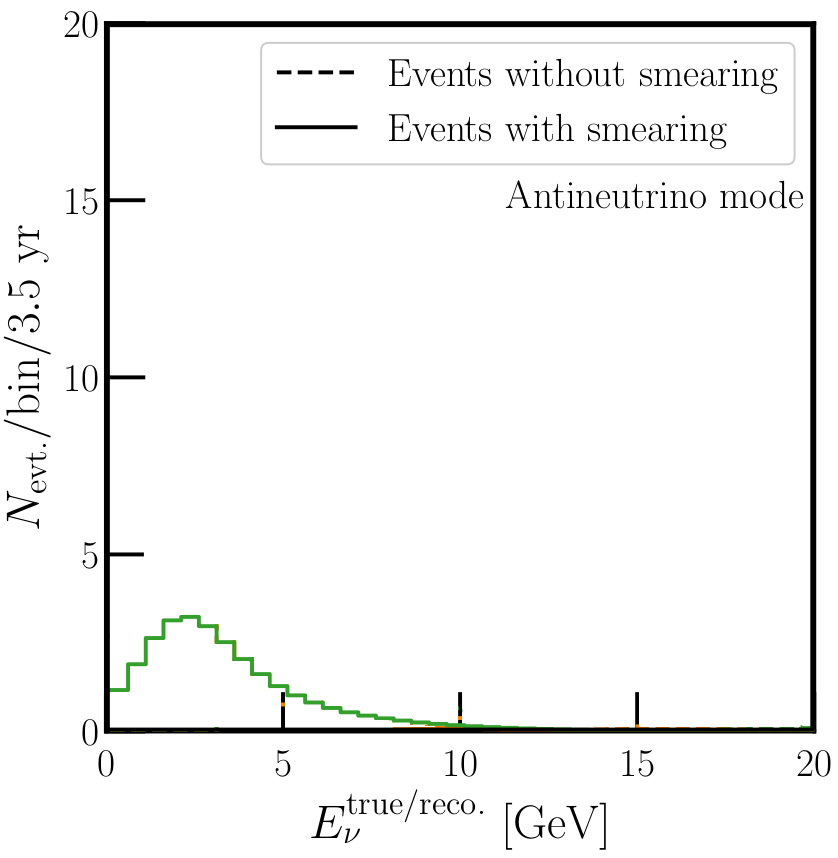 20
Events without smearing
Events with smearing
15
Antineutrino mode
10
5
0
N_evt./bin/3.5 yr
0 5 10 15 20
E_ν^true/reco. [GeV]